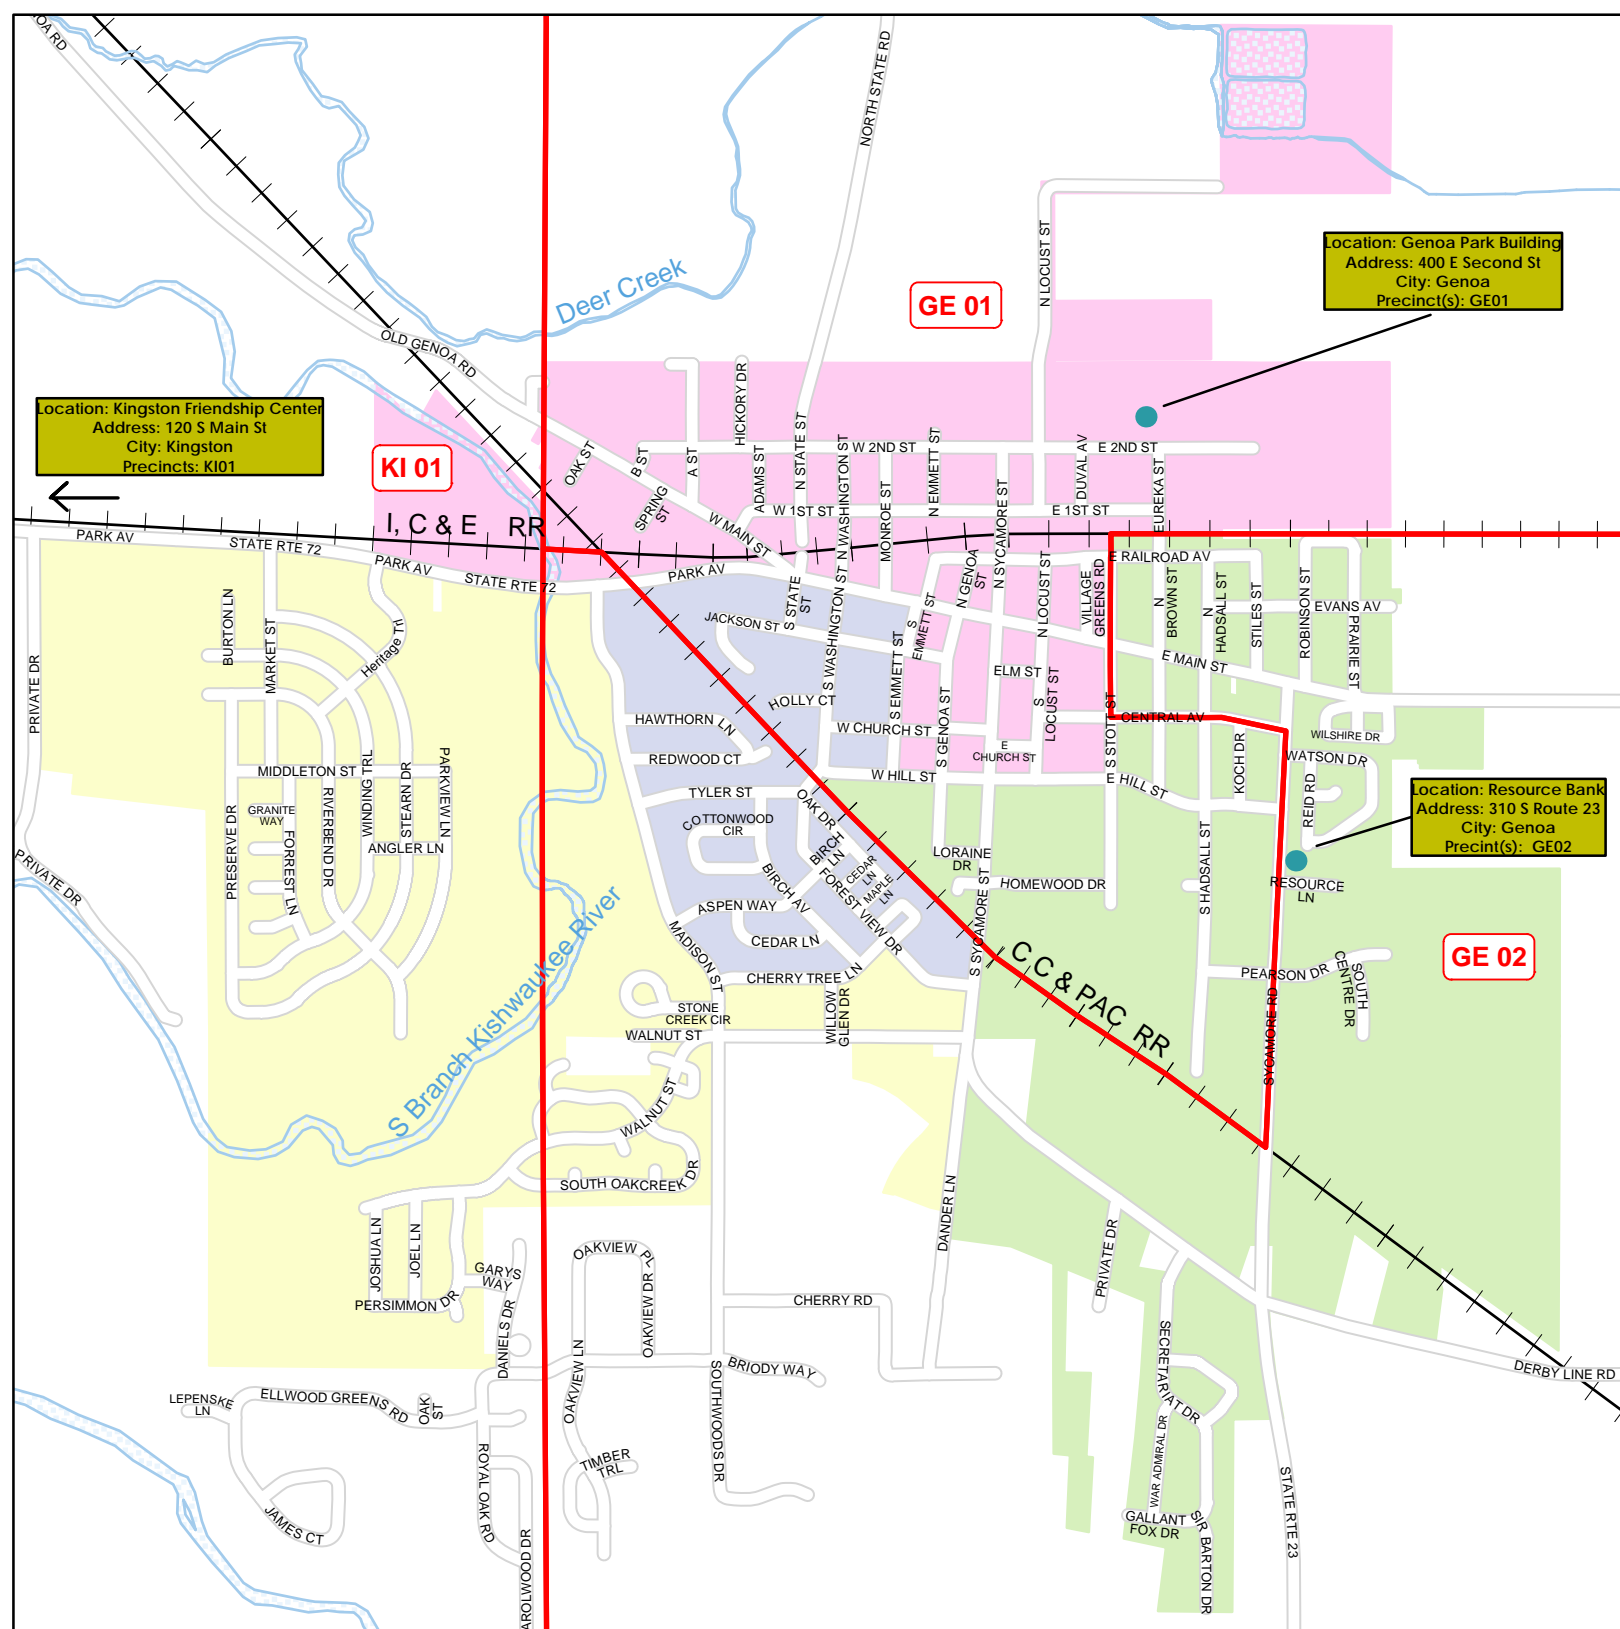 OA RD
NORTH STATE RD
N LOCUST ST
Deer Creek
GE 01
Location: Genoa Park Building
Address: 400 E Second St
City: Genoa
Precinct(s): GE01
OLD GENOA RD
Location: Kingston Friendship Center
Address: 120 S Main St
City: Kingston
Precincts: KI01
KI 01
HICKORY DR
OAK ST
B ST
A ST
SPRING
ST
ADAMS ST
N STATE ST
W 2ND ST
N WASHINGTON ST
MONROE ST
N EMMETT ST
N SYCAMORE ST
DUVAL AV
E 2ND ST
EUREKA ST
W 1ST ST
E 1ST ST
W MAIN ST
I, C & E RR
PARK AV
STATE RTE 72
PARK AV
STATE RTE 72
PARK AV
S STATE
ST
S WASHINGTON ST
JACKSON ST
S
EMMETT ST
N GENOA
ST
N LOCUST ST
VILLAGE
GREENS RD
E RAILROAD AV
N
BROWN ST
N
HADSALL ST
STILES ST
ROBINSON ST
EVANS AV
PRAIRIE ST
E MAIN ST
BURTON LN
MARKET ST
Heritage Tr
PRIVATE DR
HOLLY CT
S EMMETT ST
ELM ST
S
LOCUST ST
S STOTT ST
CENTRAL AV
HAWTHORN LN
W CHURCH ST
S GENOA ST
E
CHURCH ST
WILSHIRE DR
REDWOOD CT
KOCH DR
WATSON DR
MIDDLETON ST
WINDING TRL
STEARN DR
PARKVIEW LN
W HILL ST
E HILL ST
REID RD
TYLER ST
OAK DR
Location: Resource Bank
Address: 310 S Route 23
City: Genoa
Precint(s): GE02
PRESERVE DR
GRANITE
WAY
FORREST LN
RIVERBEND DR
ANGLER LN
COTTONWOOD
CIR
BIRCH
LN
CEDAR
LN
MAPLE
LN
LORAINE
DR
HOMEWOOD DR
S HADSALL ST
RESOURCE
LN
PRIVATE DR
BIRCH AV
FOREST VIEW DR
ASPEN WAY
CEDAR LN
MADISON ST
S SYCAMORE ST
CHERRY TREE LN
C C & PAC RR
GE 02
PEARSON DR
SOUTH
CENTRE DR
S Branch Kishwaukee River
STONE
CREEK CIR
WALNUT ST
WILLOW
GLEN DR
SYCAMORE RD
WALNUT ST
SOUTH OAKCREEK DR
JOSHUA LN
JOEL LN
GARYS
WAY
PERSIMMON DR
DANIELS DR
OAKVIEW PL
OAKVIEW DR
OAKVIEW LN
CHERRY RD
DANDER LN
PRIVATE DR
SECRETARIAT DR
BRIODY WAY
DERBY LINE RD
LEPENSKE
LN
ELLWOOD GREENS RD
OAK
ST
SOUTHWOODS DR
WAR ADMIRAL DR
ROYAL OAK RD
TIMBER
TRL
JAMES CT
AROLWOOD DR
GALLANT
FOX DR
SIR BARTON DR
STATE RTE 23